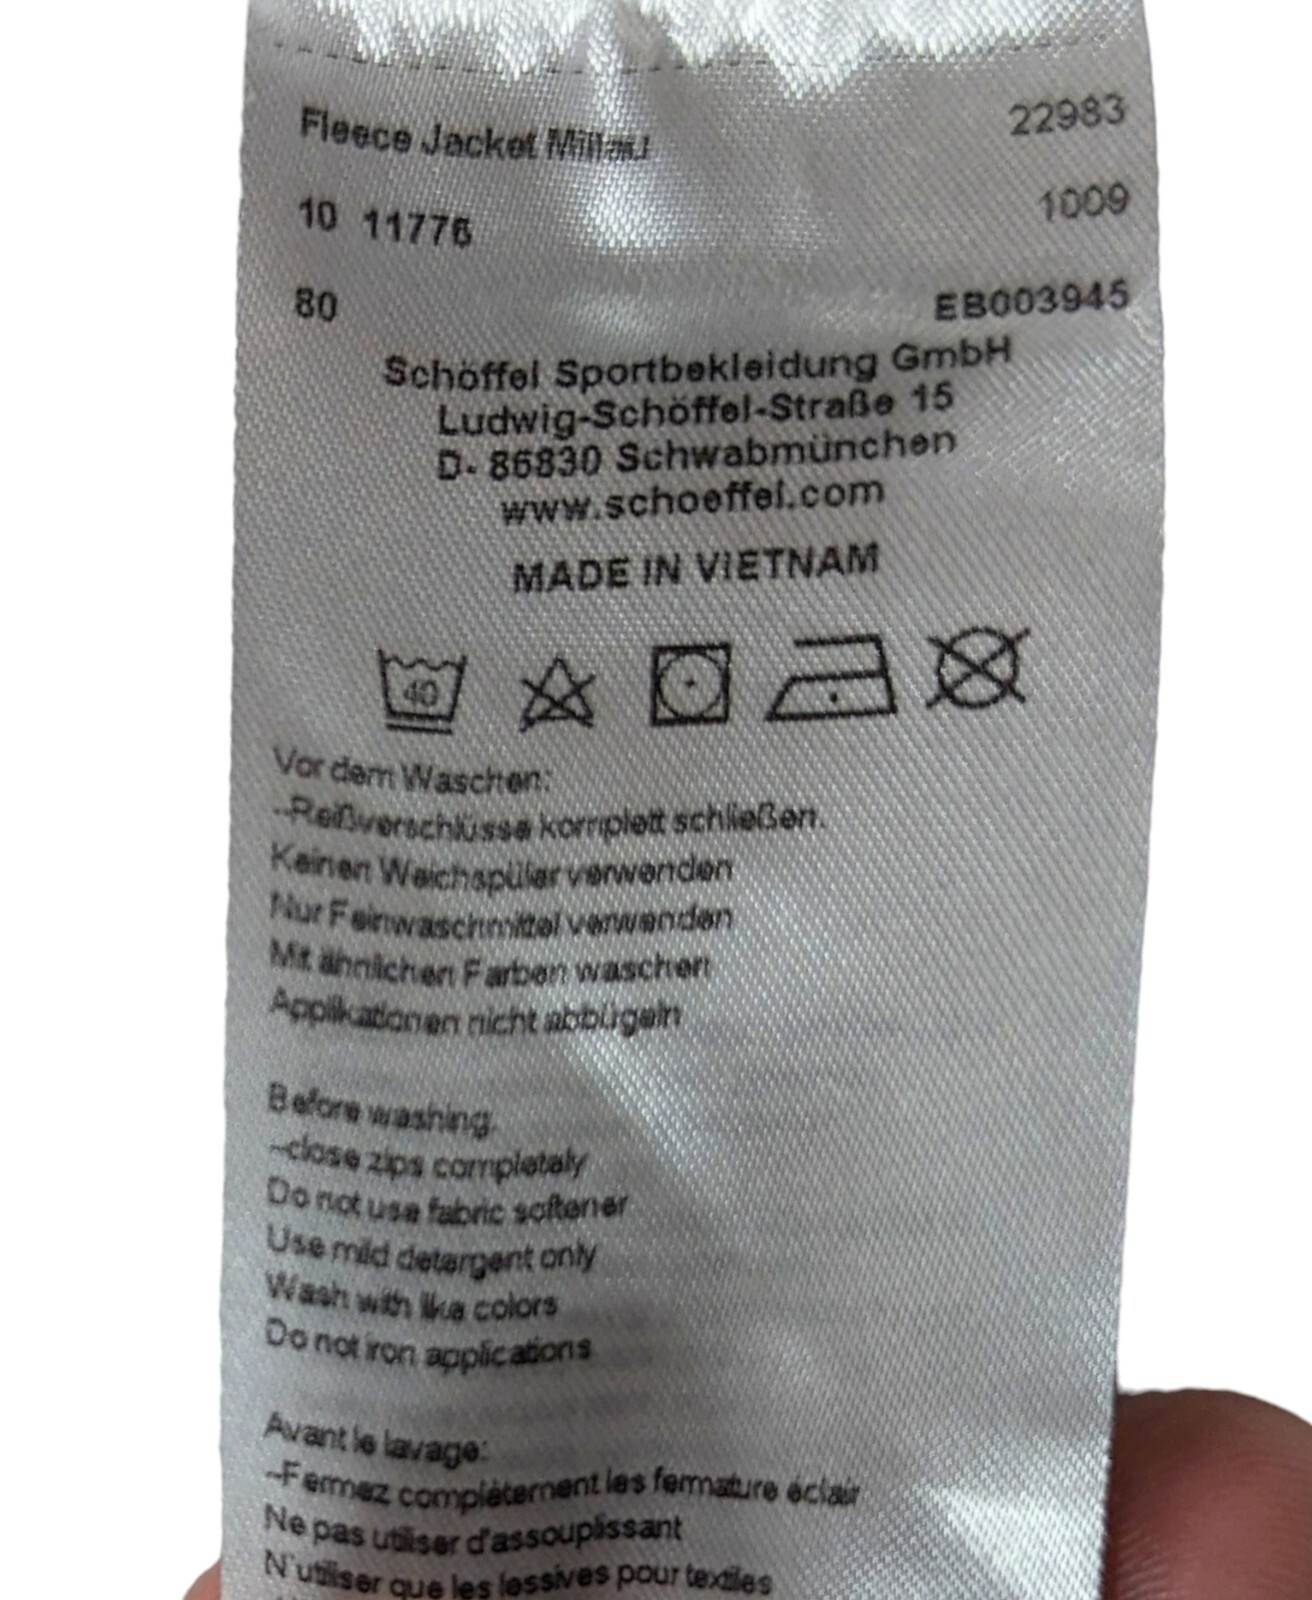 Fleece Jacket Millau 22983
10 11776 1009
80 EB003945
Schöffel Sportbekleidung GmbH
Ludwig-Schöffel-Straße 15
D- 86830 Schwabmünchen
www.schoeffel.com
MADE IN VIETNAM
40
Vor dem Waschen:
-Reißverschlüsse komplett schließen.
Keinen Weichspüler verwenden
Nur Feinwaschmittel verwenden
Mit ähnlichen Farben waschen
Applikationen nicht abbügeln
Before washing:
-close zips completely
Do not use fabric softener
Use mild detergent only
Wash with like colors
Do not iron applications
Avant le lavage:
-Fermez complètement les fermature éclair
Ne pas utiliser d'assouplissant
N'utiliser que les lessives pour textiles